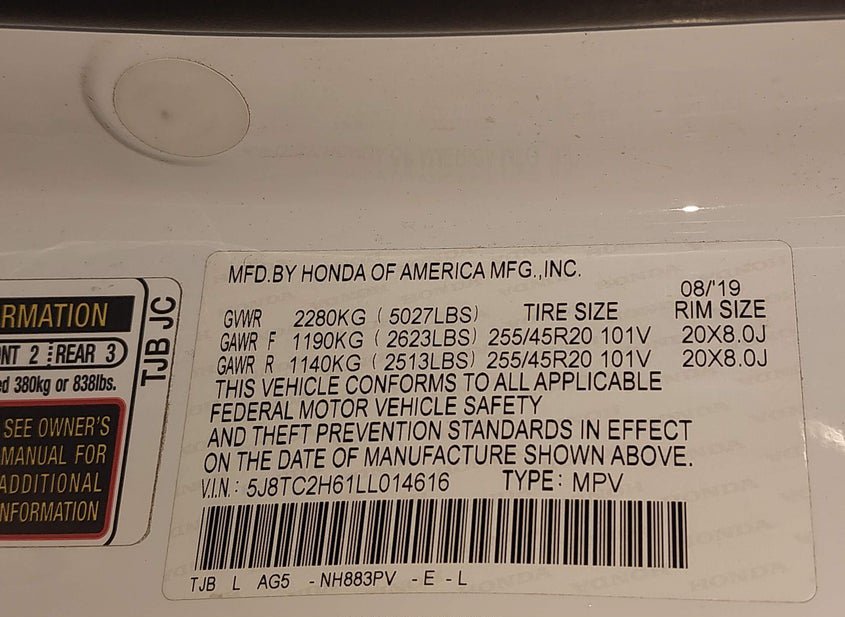 RMATION
NT 2 REAR 3
ed 380kg or 838lbs.
SEE OWNER'S
MANUAL FOR
ADDITIONAL
NFORMATION
TJB JC
MFD.BY HONDA OF AMERICA MFG.,INC.
08/'19
GVWR 2280KG ( 5027LBS) TIRE SIZE RIM SIZE
GAWR F 1190KG ( 2623LBS) 255/45R20 101V 20X8.0J
GAWR R 1140KG ( 2513LBS) 255/45R20 101V 20X8.0J
THIS VEHICLE CONFORMS TO ALL APPLICABLE
FEDERAL MOTOR VEHICLE SAFETY
AND THEFT PREVENTION STANDARDS IN EFFECT
ON THE DATE OF MANUFACTURE SHOWN ABOVE.
V.I.N.: 5J8TC2H61LL014616 TYPE: MPV
TJB L AG5 -NH883PV -E-L